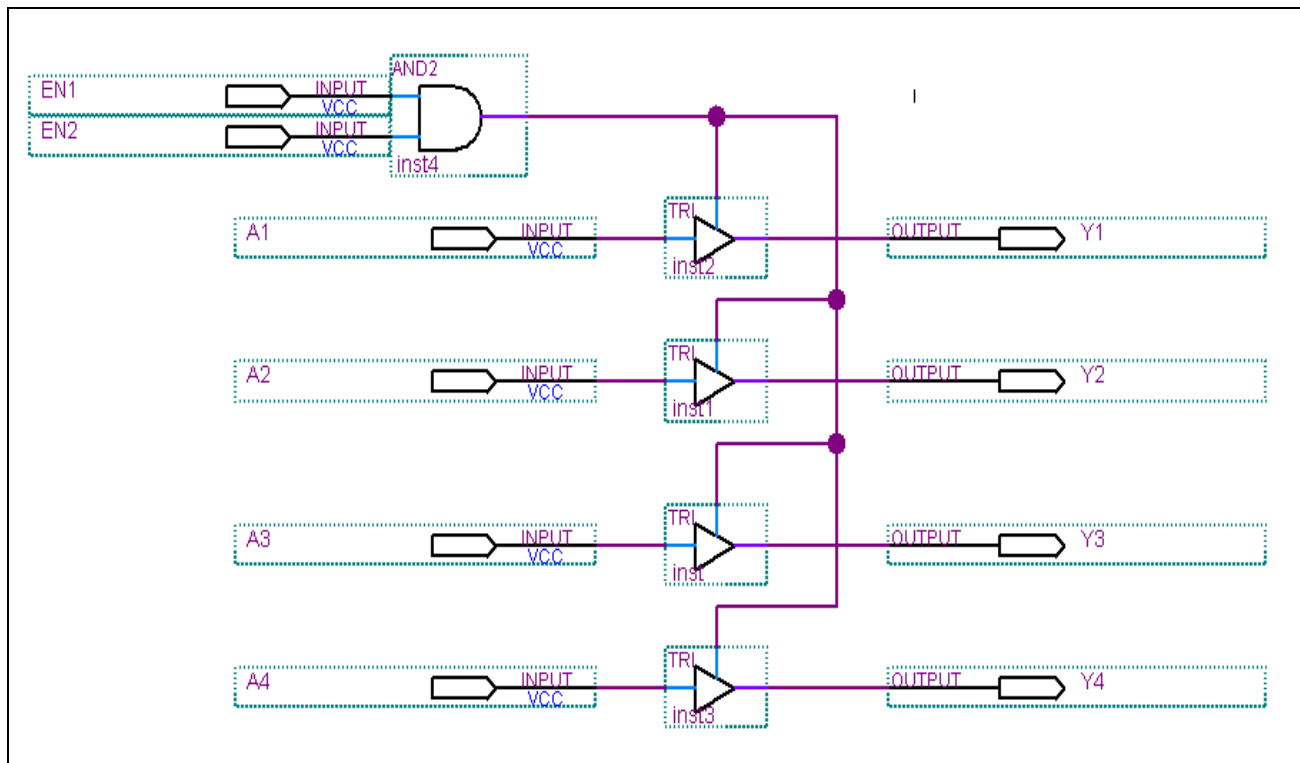 AND2
EN1 INPUT
VCC
EN2 INPUT
VCC
inst4
TRI
A1 INPUT OUTPUT Y1
VCC
inst2
TRI
A2 INPUT OUTPUT Y2
VCC
inst1
TRI
A3 INPUT OUTPUT Y3
VCC
inst
TRI
A4 INPUT OUTPUT Y4
VCC
inst3